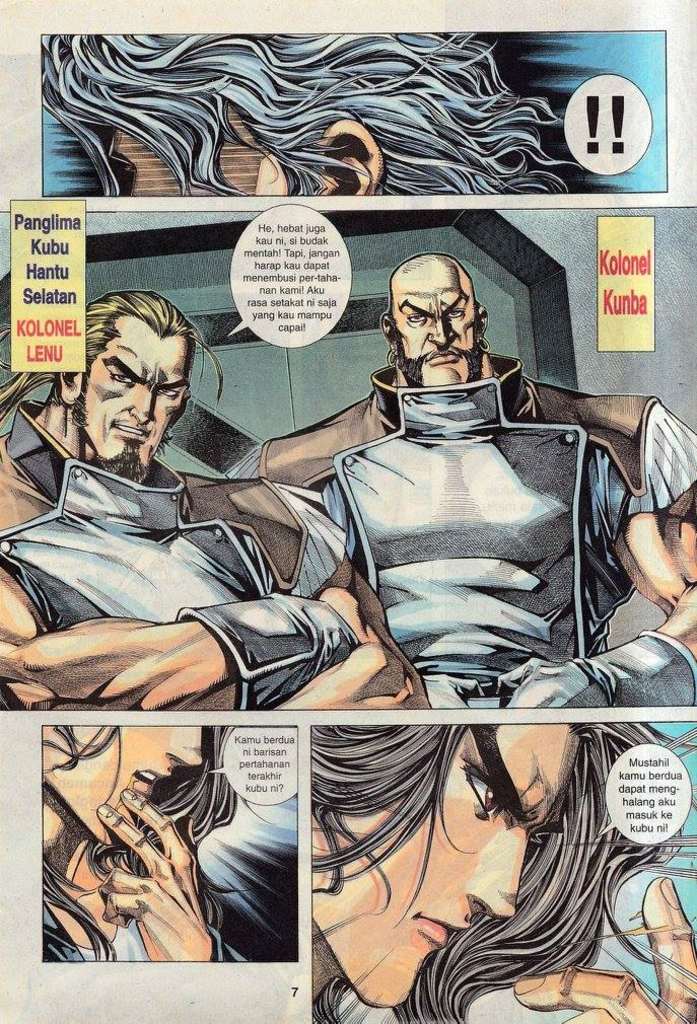 !!
Panglima
Kubu
Hantu
Selatan
KOLONEL
LENU
He, hebat juga
kau ni, si budak
mentah! Tapi, jangan
harap kau dapat
menembusi per-taha-
nan kami! Aku
rasa setakat ni saja
yang kau mampu
capai!
Kolonel
Kunba
Kamu berdua
ni barisan
pertahanan
terakhir
kubu ni?
Mustahil
kamu berdua
dapat meng-
halang aku
masuk ke
kubu ni!
7